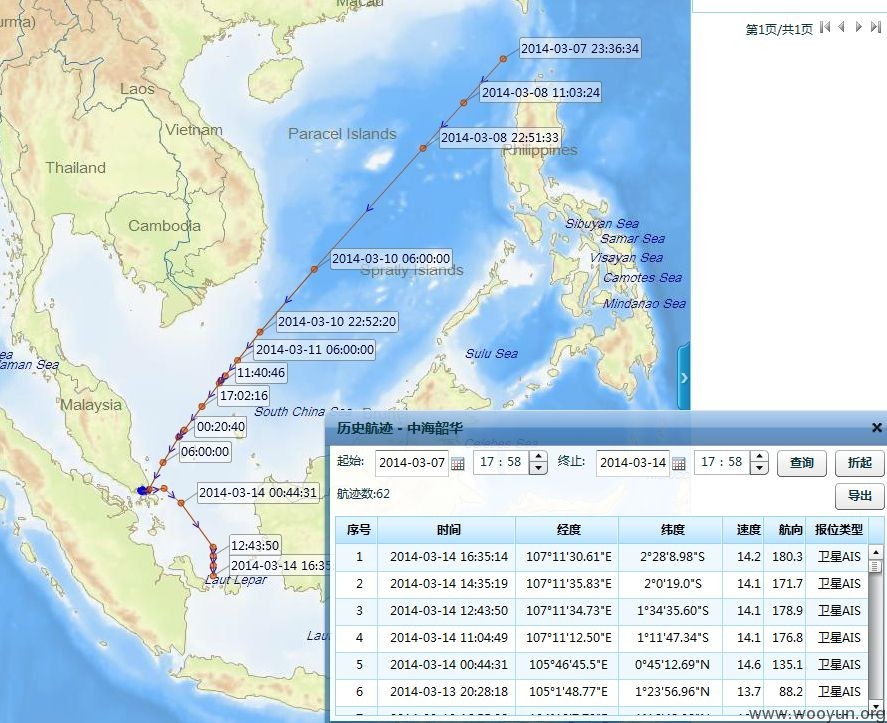 Macau
第1页/共1页
urma)
2014-03-07 23:36:34
Laos
2014-03-08 11:03:24
Vietnam
Paracel Islands
2014-03-08 22:51:33
Philippines
Thailand
Cambodia
Sibuyan Sea
Samar Sea
Visayan Sea
2014-03-10 06:00:00
Spratly Islands
Camotes Sea
Mindanao Sea
2014-03-10 22:52:20
2014-03-11 06:00:00
Sulu Sea
aman Sea
11:40:46
17:02:16
Malaysia
South China Sea
00:20:40
06:00:00
2014-03-14 00:44:31
12:43:50
2014-03-14 16:35
Laut Lepar
Lau
历史航迹 - 中海韶华
Celebes Sea
起始: 2014-03-07 17 : 58 终止: 2014-03-14 17 : 58 查询 折起
航迹数:62 导出
序号 时间 经度 纬度 速度 航向 报位类型
1 2014-03-14 16:35:14 107°11'30.61"E 2°28'8.98"S 14.2 180.3 卫星AIS
2 2014-03-14 14:35:19 107°11'35.83"E 2°0'19.0"S 14.1 171.7 卫星AIS
3 2014-03-14 12:43:50 107°11'34.73"E 1°34'35.60"S 14.1 178.9 卫星AIS
4 2014-03-14 11:04:49 107°11'12.50"E 1°11'47.34"S 14.1 176.8 卫星AIS
5 2014-03-14 00:44:31 105°46'45.5"E 0°45'12.69"N 14.6 135.1 卫星AIS
6 2014-03-13 20:28:18 105°1'48.77"E 1°23'56.96"N 13.7 88.2 卫星AIS
www.wooyun.org